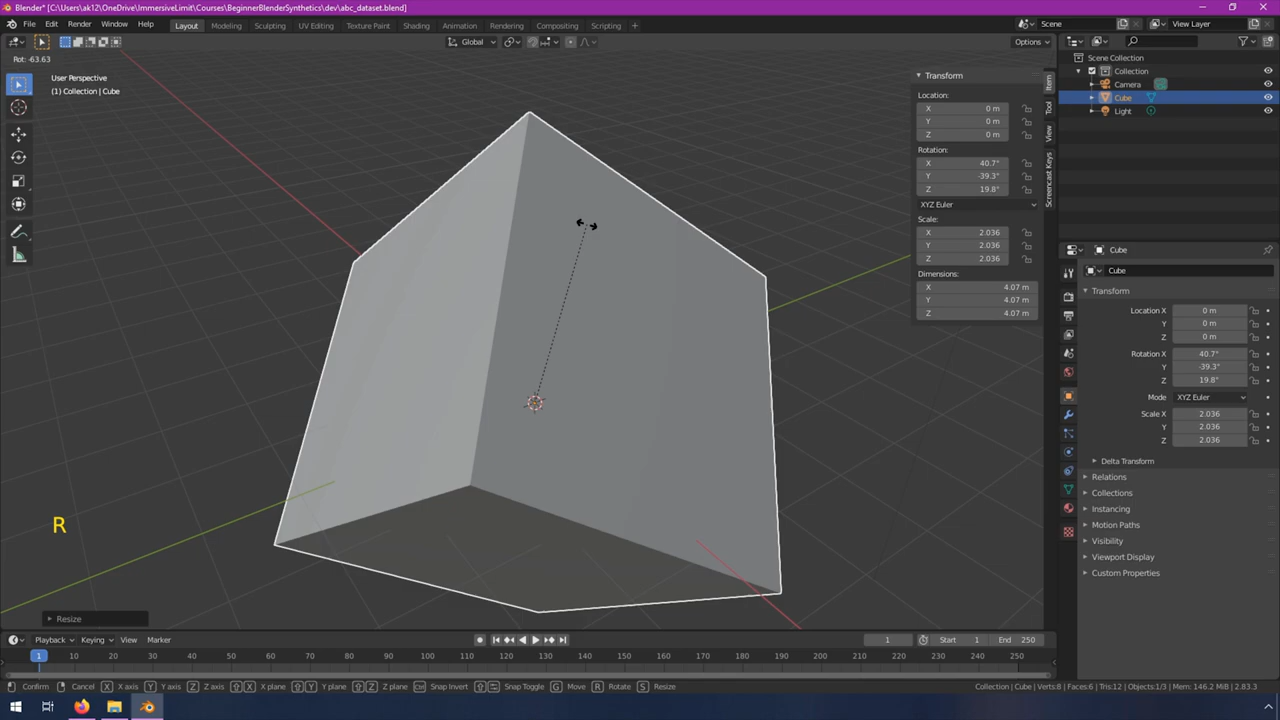 Blender* [C:\Users\ak12\OneDrive\ImmersiveLimit\Courses\BeginnerBlenderSynthetics\dev\abc_dataset.blend]
File Edit Render Window Help Layout Modeling Sculpting UV Editing Texture Paint Shading Animation Rendering Compositing Scripting + Scene View Layer
Global Options
Rot: -63.63
User Perspective
(1) Collection | Cube
Transform
Location:
X 0 m
Y 0 m
Z 0 m
Rotation:
X 40.7°
Y -39.3°
Z 19.8°
XYZ Euler
Scale:
X 2.036
Y 2.036
Z 2.036
Dimensions:
X 4.07 m
Y 4.07 m
Z 4.07 m
Item
Tool
View
Screencast Keys
Scene Collection
Collection
Camera
Cube
Light
Cube
Cube
Transform
Location X 0 m
Y 0 m
Z 0 m
Rotation X 40.7°
Y -39.3°
Z 19.8°
Mode XYZ Euler
Scale X 2.036
Y 2.036
Z 2.036
Delta Transform
Relations
Collections
Instancing
Motion Paths
Visibility
Viewport Display
Custom Properties
R
Resize
Playback Keying View Marker 1 Start 1 End 250
1 10 20 30 40 50 60 70 80 90 100 110 120 130 140 150 160 170 180 190 200 210 220 230 240 250
Confirm Cancel X X axis Y Y axis Z Z axis X X plane Y Y plane Z Z plane Snap Invert Snap Toggle G Move R Rotate S Resize Collection | Cube | Verts:8 | Faces:6 | Tris:12 | Objects:1/3 | Mem: 146.2 MiB | 2.83.3